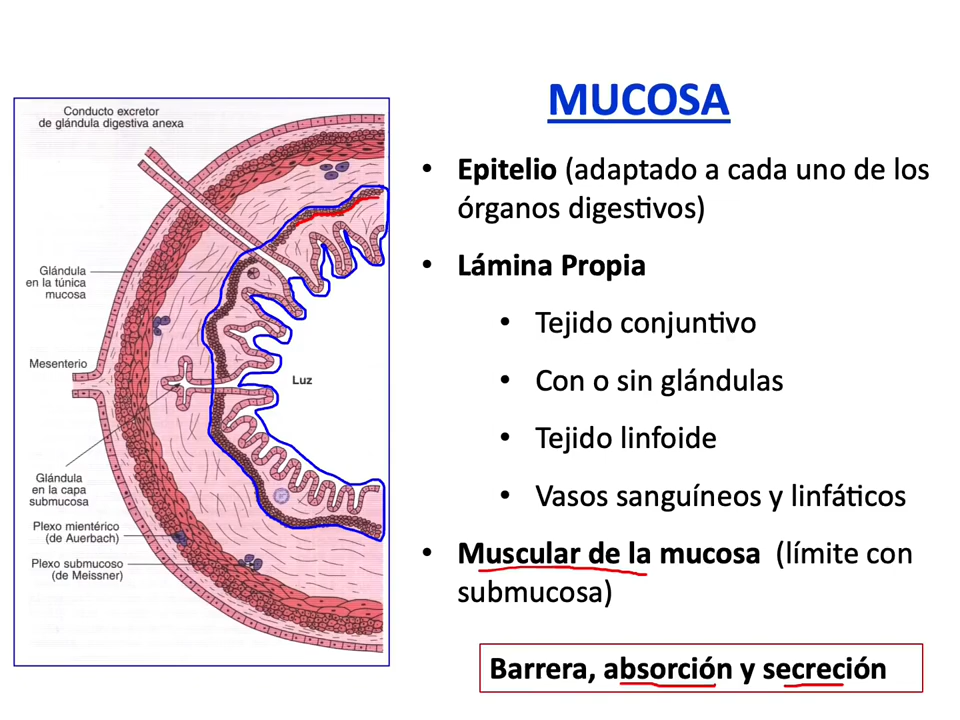 MUCOSA
Conducto excretor
de glándula digestiva anexa
Glándula
en la túnica
mucosa
Mesenterio
Luz
Glándula
en la capa
submucosa
Plexo mientérico
(de Auerbach)
Plexo submucoso
(de Meissner)
• Epitelio (adaptado a cada uno de los
órganos digestivos)
• Lámina Propia
• Tejido conjuntivo
• Con o sin glándulas
• Tejido linfoide
• Vasos sanguíneos y linfáticos
• Muscular de la mucosa (límite con
submucosa)
Barrera, absorción y secreción